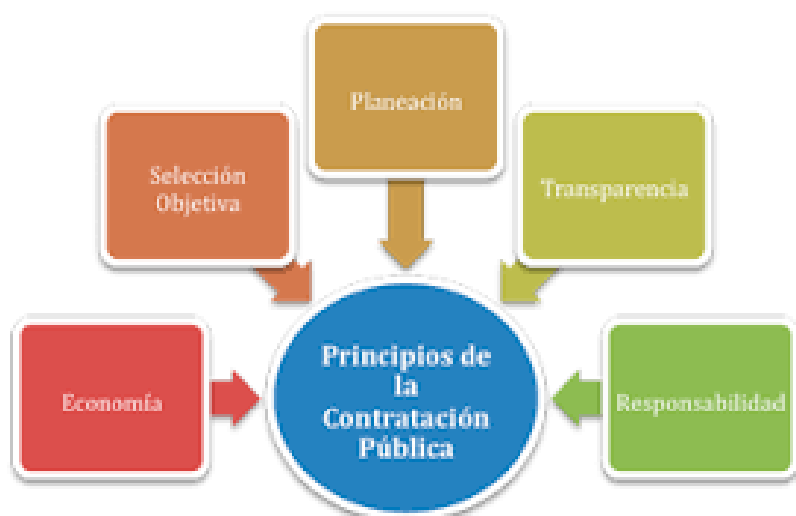 Planeación
Selección
Objetiva
Transparencia
Economía
Principios de
la
Contratación
Pública
Responsabilidad